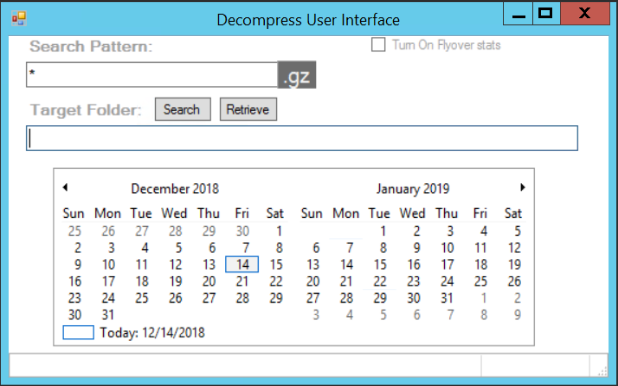 Decompress User Interface
Search Pattern:
Turn On Flyover stats
* .gz
Target Folder: Search Retrieve
December 2018 January 2019
Sun Mon Tue Wed Thu Fri Sat Sun Mon Tue Wed Thu Fri Sat
25 26 27 28 29 30 1 1 2 3 4 5
2 3 4 5 6 7 8 6 7 8 9 10 11 12
9 10 11 12 13 14 15 13 14 15 16 17 18 19
16 17 18 19 20 21 22 20 21 22 23 24 25 26
23 24 25 26 27 28 29 27 28 29 30 31 1 2
30 31 3 4 5 6 7 8 9
Today: 12/14/2018